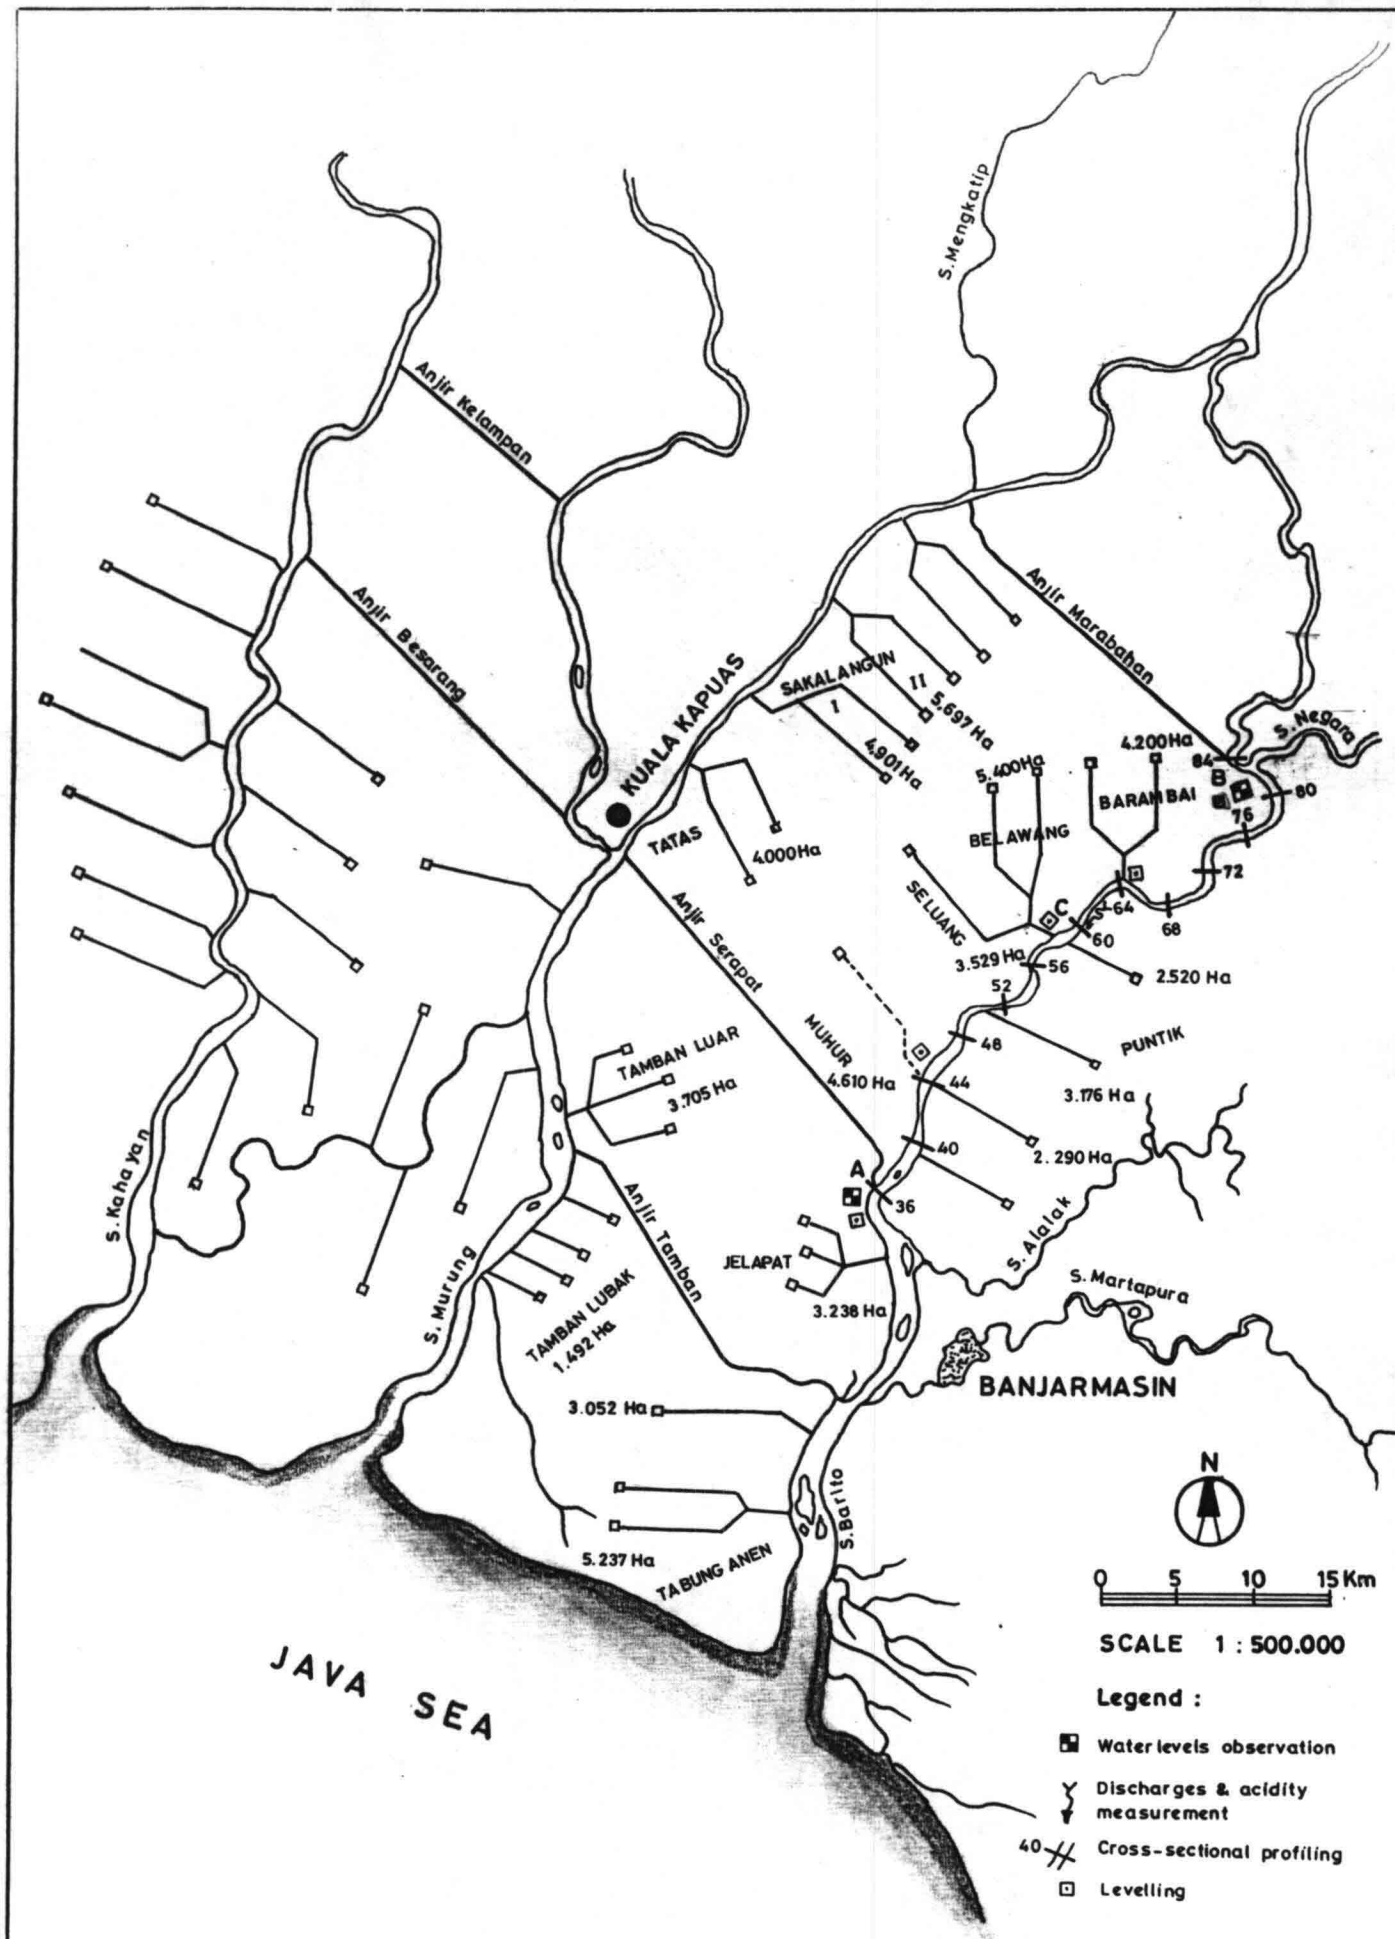 S. Mengkatip
Anjir Kelampan
Anjir Besarang
Anjir Marabahan
KUALA KAPUAS
SAKALANGUN
I
II
5.697 Ha
4.901 Ha
S. Negara
4.200 Ha
84
B
80
5.400 Ha
BARAMBAI
76
BELAWANG
TATAS
4.000 Ha
72
SELUANG
C
64
68
60
Anjir Serapat
3.529 Ha
56
2.520 Ha
52
MUHUR
48
PUNTIK
TAMBAN LUAR
3.705 Ha
4.610 Ha
44
3.176 Ha
40
2.290 Ha
A
36
S. Kahayan
Anjir Tamban
S. Alalak
JELAPAT
S. Martapura
S. Murung
3.238 Ha
TAMBAN LUBAK
1.492 Ha
BANJARMASIN
3.052 Ha
N
S. Barito
5.237 Ha
TABUNG ANEN
0 5 10 15 Km
SCALE 1 : 500.000
JAVA SEA
Legend :
Water levels observation
Discharges & acidity
measurement
40 Cross-sectional profiling
Levelling